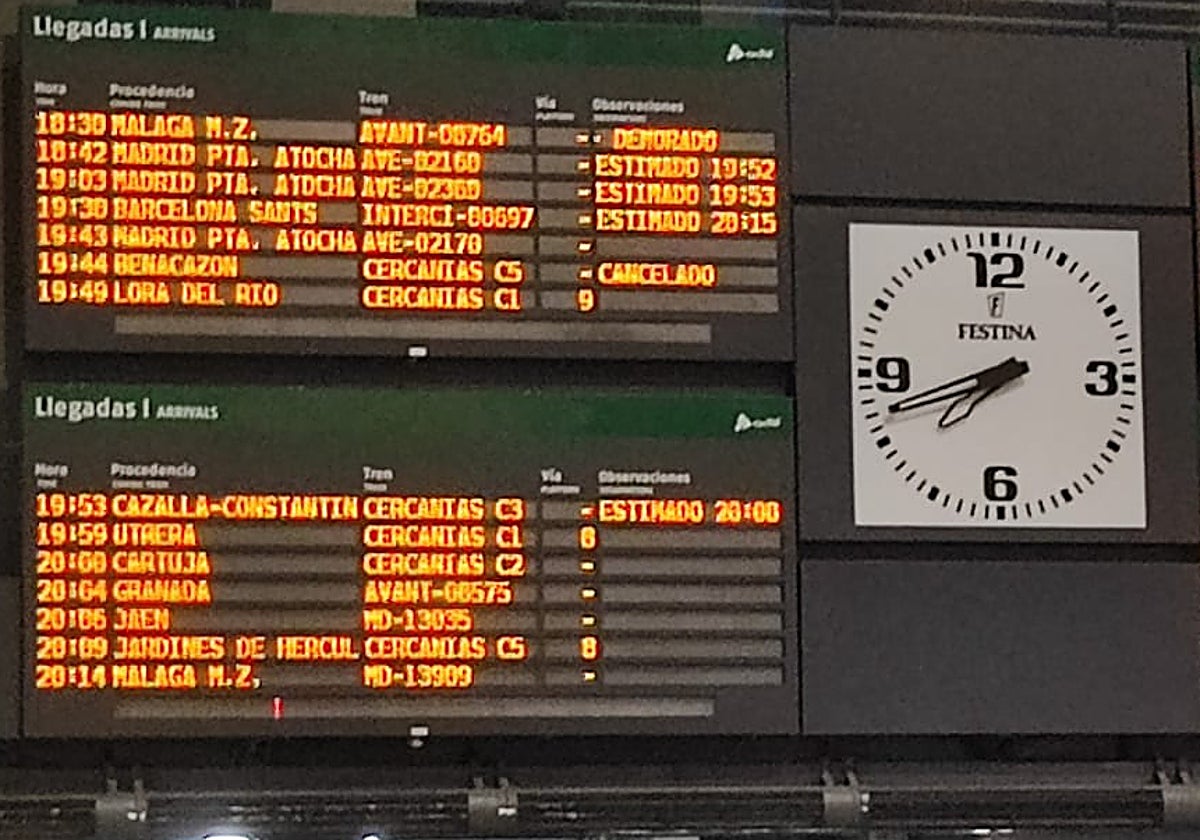 Llegadas | ARRIVALS
adif
Hora Procedencia Tren Vía Observaciones
18:30 MALAGA M.Z. AVANT-08764 - - DEMORADO
18:42 MADRID PTA. ATOCHA AVE-02160 - ESTIMADO 19:52
19:03 MADRID PTA. ATOCHA AVE-02360 - ESTIMADO 19:53
19:30 BARCELONA SANTS INTERCI-00697 - ESTIMADO 20:15
19:43 MADRID PTA. ATOCHA AVE-02170 -
19:44 BENACAZON CERCANIAS C5 - CANCELADO
19:49 LORA DEL RIO CERCANIAS C1 9
Llegadas | ARRIVALS
adif
Hora Procedencia Tren Vía Observaciones
19:53 CAZALLA-CONSTANTIN CERCANIAS C3 - ESTIMADO 20:00
19:59 UTRERA CERCANIAS C1
20:00 CARTUJA CERCANIAS C2 -
20:04 GRANADA AVANT-08575 -
20:06 JAEN MD-13035 -
20:09 JARDINES DE HERCUL CERCANIAS C5 8
20:14 MALAGA M.Z. MD-13909 -
12
FESTINA
9 3
6